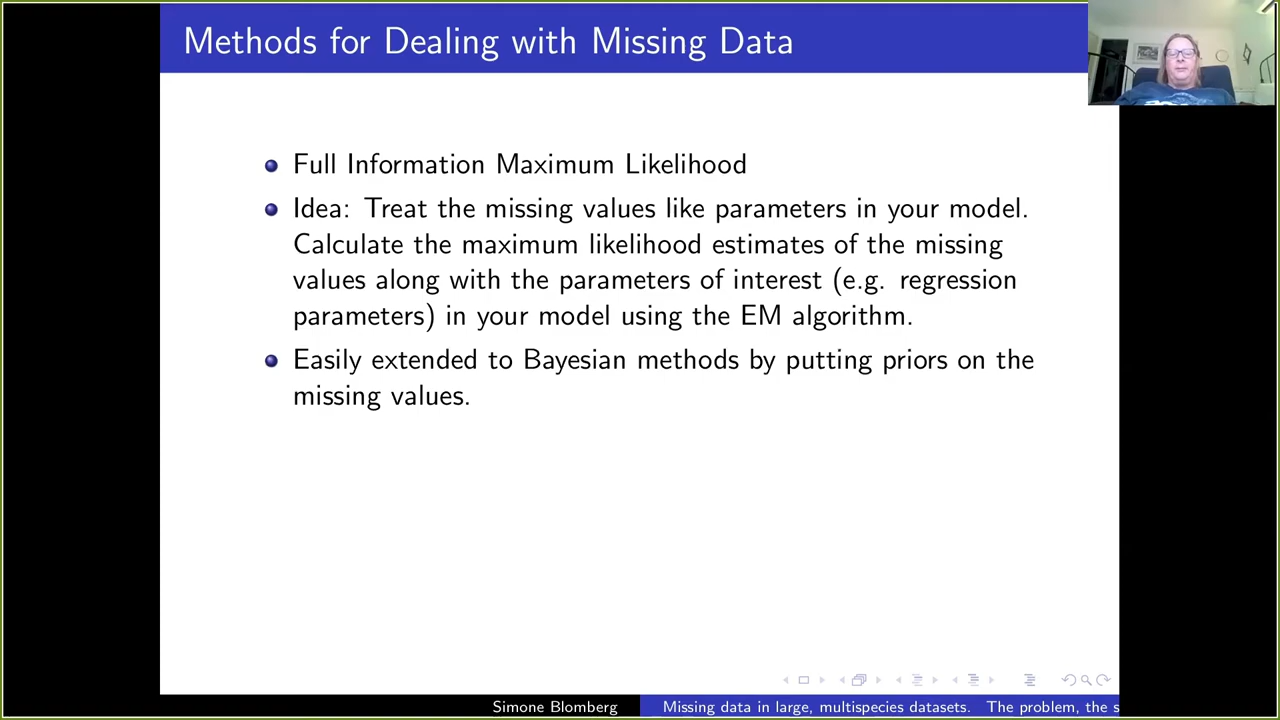 Methods for Dealing with Missing Data
Full Information Maximum Likelihood
Idea: Treat the missing values like parameters in your model.
Calculate the maximum likelihood estimates of the missing
values along with the parameters of interest (e.g. regression
parameters) in your model using the EM algorithm.
Easily extended to Bayesian methods by putting priors on the
missing values.
Simone Blomberg
Missing data in large, multispecies datasets. The problem, the s